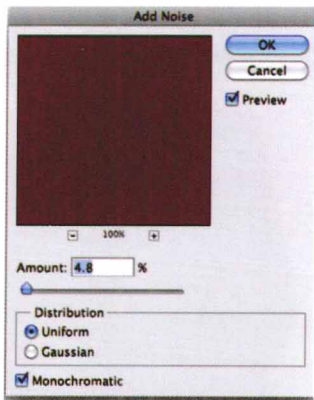 Add Noise
OK
Cancel
Preview
100%
Amount: 4.8 %
Distribution
Uniform
Gaussian
Monochromatic